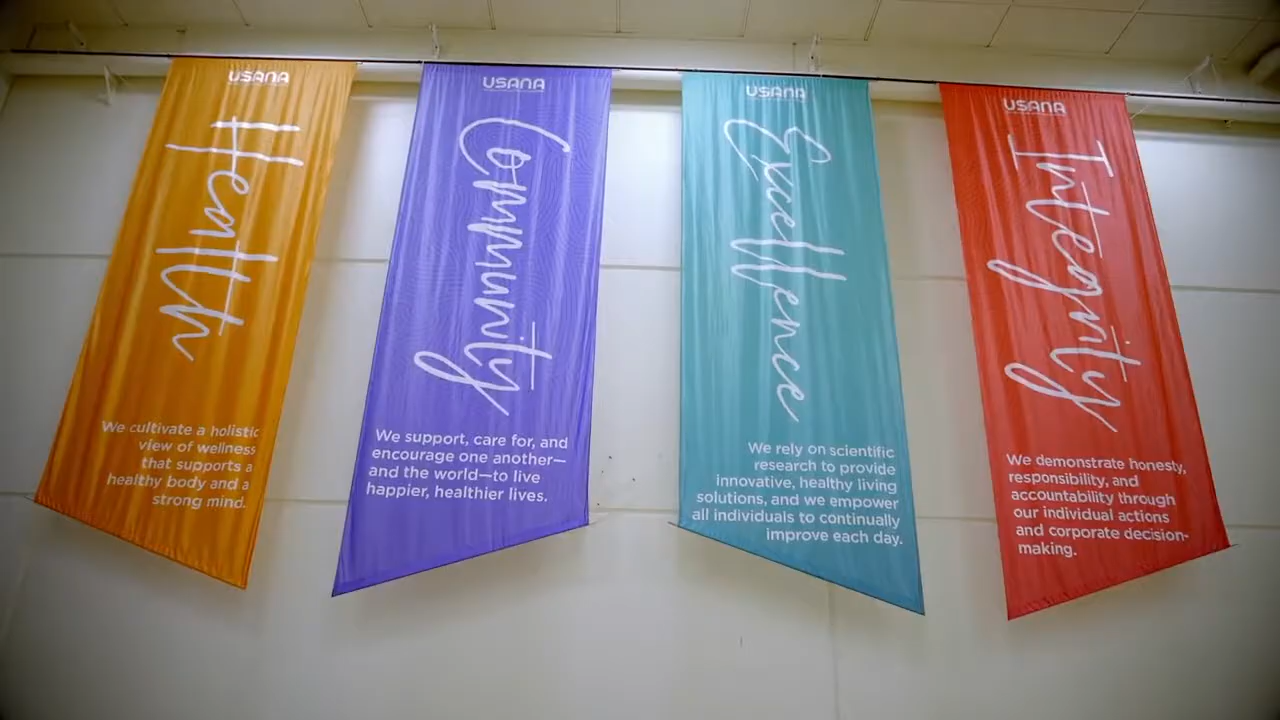 USANA
Health
We cultivate a holistic
view of wellness
that supports a
healthy body and a
strong mind.
USANA
Community
We support, care for, and
encourage one another—
and the world—to live
happier, healthier lives.
USANA
Excellence
We rely on scientific
research to provide
innovative, healthy living
solutions, and we empower
all individuals to continually
improve each day.
USANA
Integrity
We demonstrate honesty,
responsibility, and
accountability through
our individual actions
and corporate decision-
making.